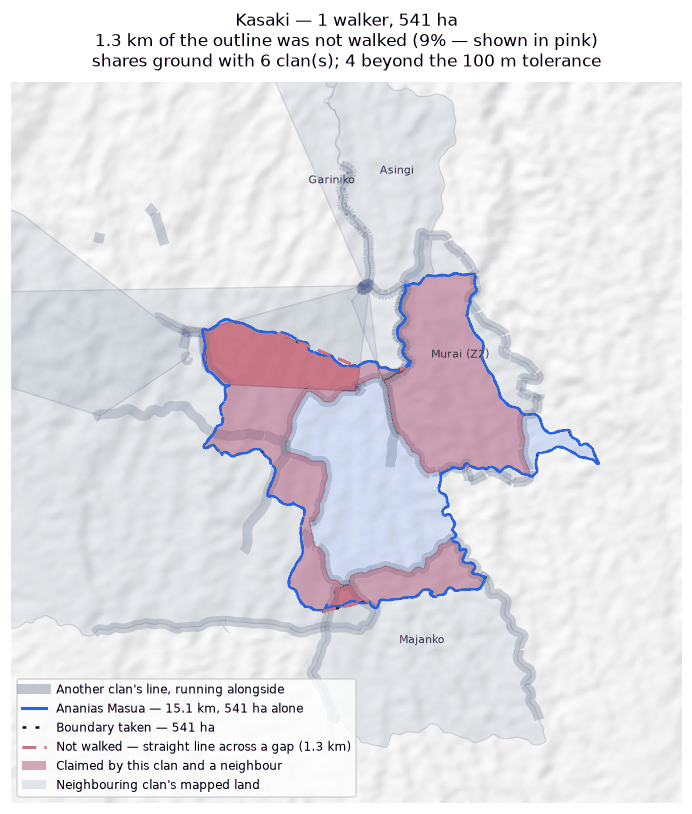 Kasaki — 1 walker, 541 ha
1.3 km of the outline was not walked (9% — shown in pink)
shares ground with 6 clan(s); 4 beyond the 100 m tolerance
Asingi
Gariniko
Murai (Z2)
Majanko
Another clan's line, running alongside
Ananias Masua — 15.1 km, 541 ha alone
Boundary taken — 541 ha
Not walked — straight line across a gap (1.3 km)
Claimed by this clan and a neighbour
Neighbouring clan's mapped land